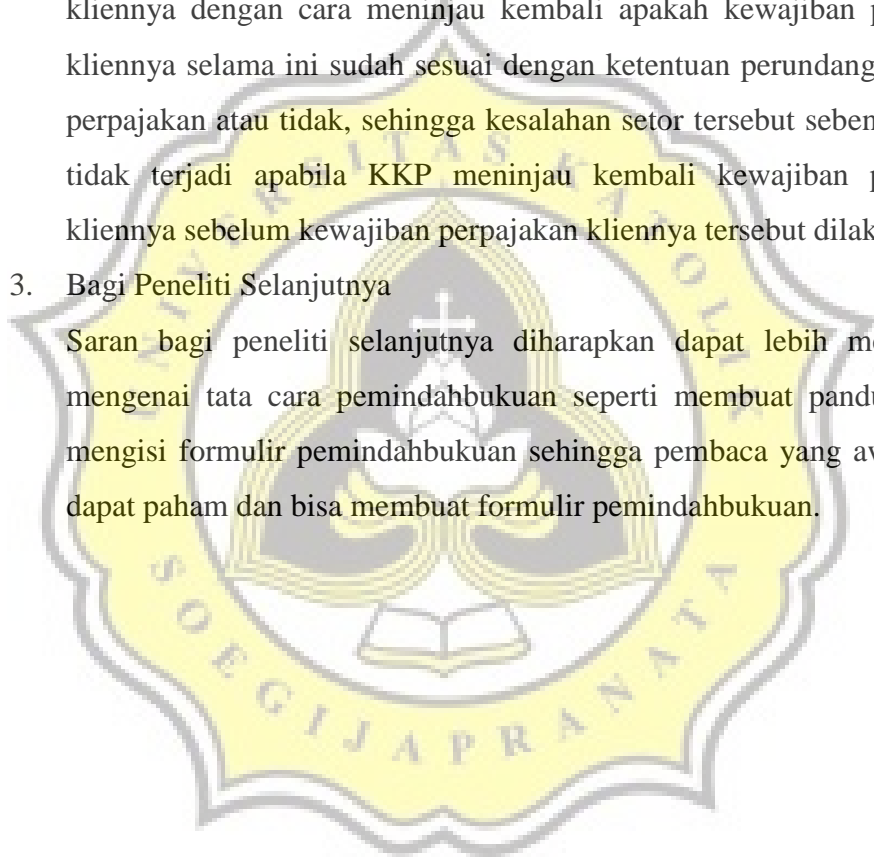 kliennya dengan cara meninjau kembali apakah kewajiban
kliennya selama ini sudah sesuai dengan ketentuan perundang
perpajakan atau tidak, sehingga kesalahan setor tersebut
tidak terjadi apabila KKP meninjau kembali kewajiban
kliennya sebelum kewajiban perpajakan kliennya tersebut
3. Bagi Peneliti Selanjutnya
Saran bagi peneliti selanjutnya diharapkan dapat lebih
mengenai tata cara pemindahbukuan seperti membuat
mengisi formulir pemindahbukuan sehingga pembaca yang
dapat paham dan bisa membuat formulir pemindahbukuan.
UNIVERSITAS KATOLIK
SOEGIJAPRANATA